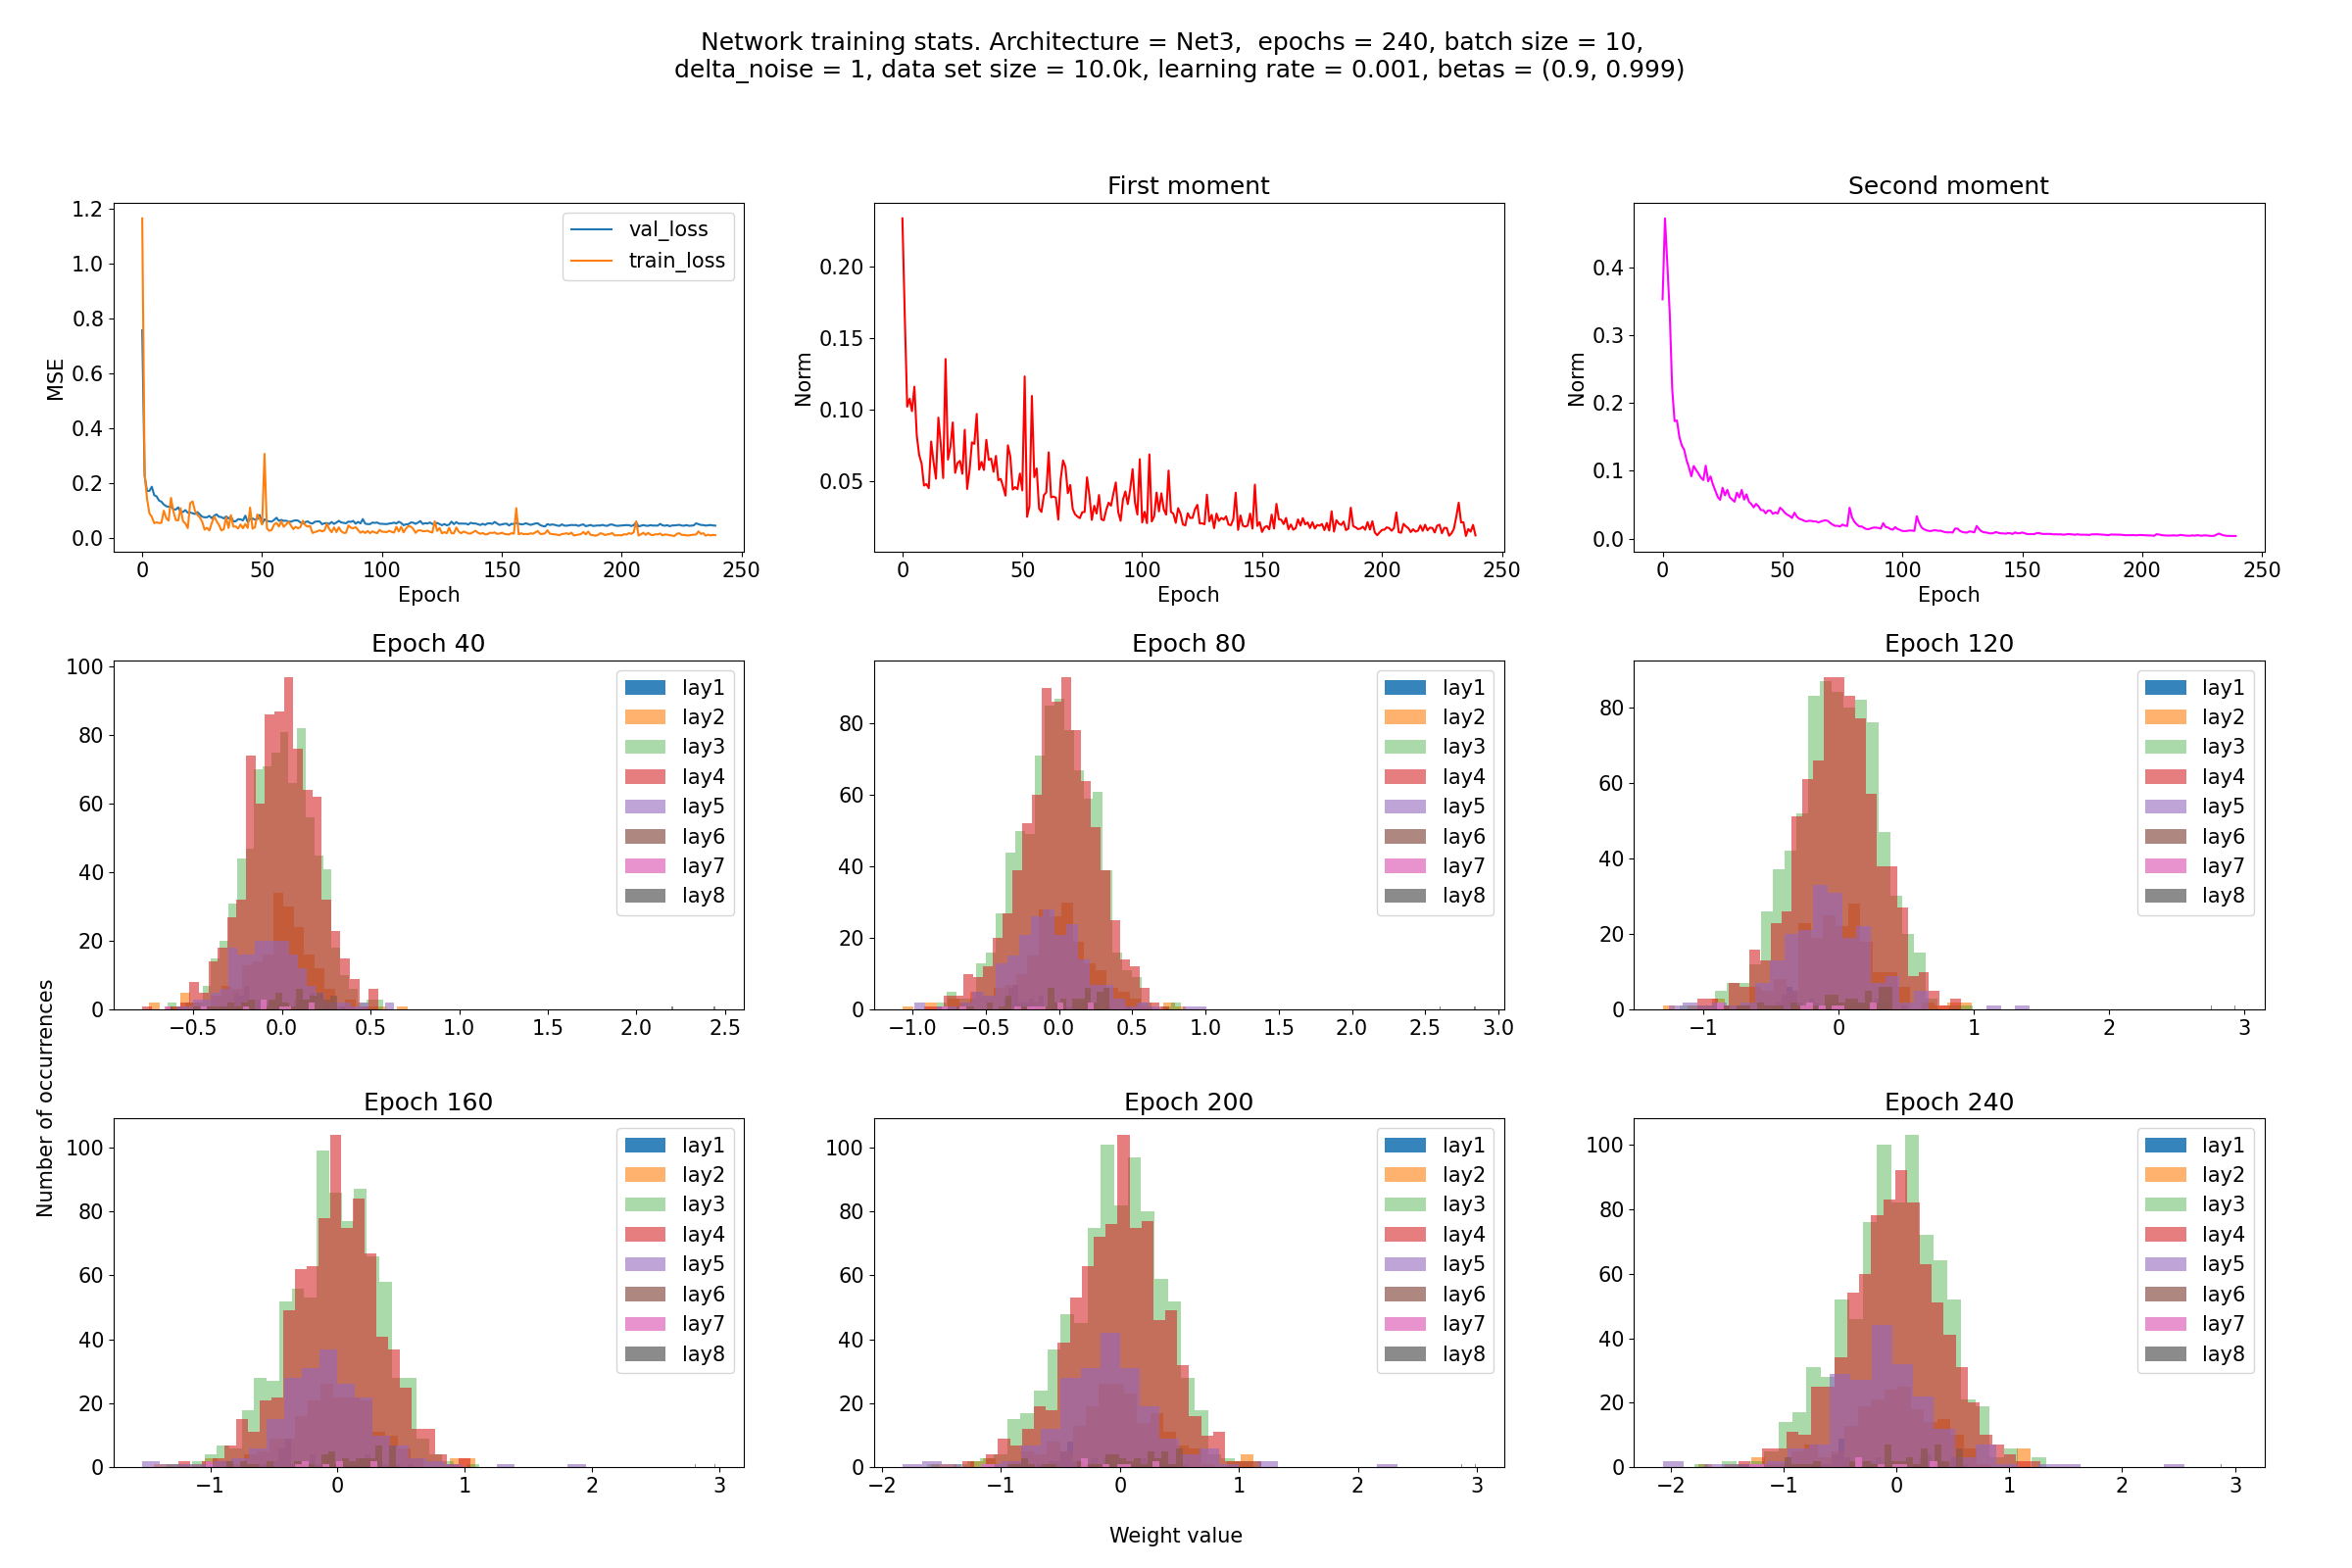 Network training stats. Architecture = Net3,  epochs = 240, batch size = 10,
delta_noise = 1, data set size = 10.0k, learning rate = 0.001, betas = (0.9, 0.999)
MSE
1.2
1.0
0.8
0.6
0.4
0.2
0.0
val_loss
train_loss
0 50 100 150 200 250
Epoch
First moment
Norm
0.20
0.15
0.10
0.05
0 50 100 150 200 250
Epoch
Second moment
Norm
0.4
0.3
0.2
0.1
0.0
0 50 100 150 200 250
Epoch
Number of occurrences
Epoch 40
100
80
60
40
20
0
lay1
lay2
lay3
lay4
lay5
lay6
lay7
lay8
−0.5 0.0 0.5 1.0 1.5 2.0 2.5
Epoch 80
80
60
40
20
0
lay1
lay2
lay3
lay4
lay5
lay6
lay7
lay8
−1.0 −0.5 0.0 0.5 1.0 1.5 2.0 2.5 3.0
Epoch 120
80
60
40
20
0
lay1
lay2
lay3
lay4
lay5
lay6
lay7
lay8
−1 0 1 2 3
Epoch 160
100
80
60
40
20
0
lay1
lay2
lay3
lay4
lay5
lay6
lay7
lay8
−1 0 1 2 3
Epoch 200
100
80
60
40
20
0
lay1
lay2
lay3
lay4
lay5
lay6
lay7
lay8
−2 −1 0 1 2 3
Epoch 240
100
80
60
40
20
0
lay1
lay2
lay3
lay4
lay5
lay6
lay7
lay8
−2 −1 0 1 2 3
Weight value